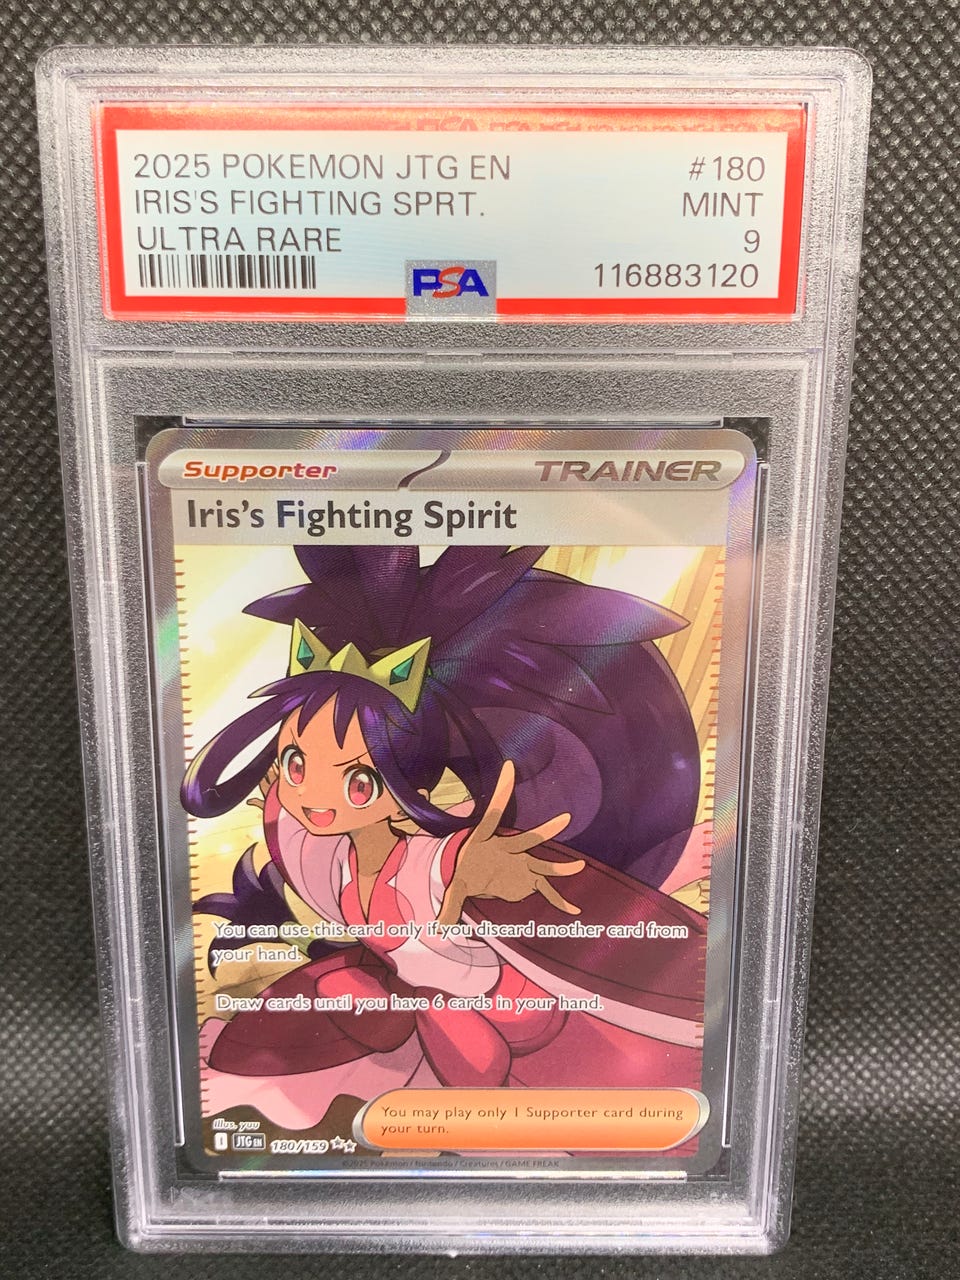 2025 POKEMON JTG EN #180
IRIS'S FIGHTING SPRT. MINT
ULTRA RARE 9
PSA 116883120
Supporter TRAINER
Iris's Fighting Spirit
You can use this card only if you discard another card from
your hand.
Draw cards until you have 6 cards in your hand.
Illus. yuu
I JTG EN 180/159
You may play only 1 Supporter card during
your turn.
©2025 Pokémon / Nintendo / Creatures / GAME FREAK